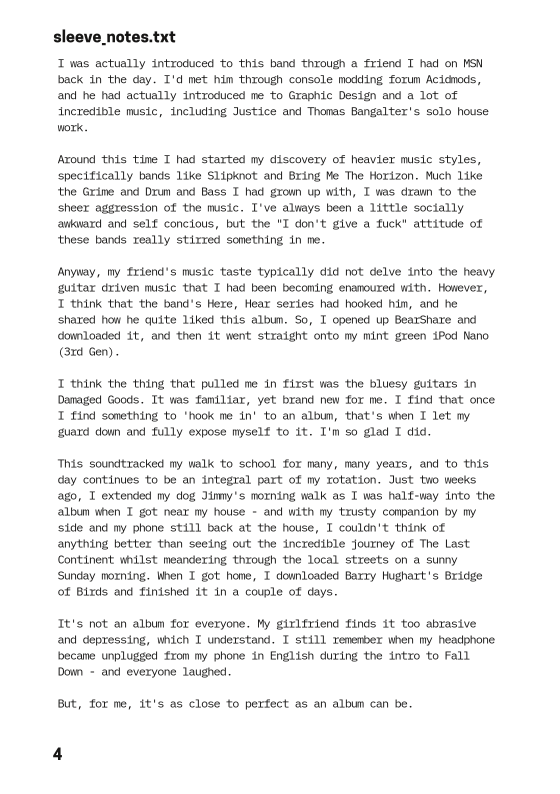 sleeve_notes.txt
I was actually introduced to this band through a friend I had on MSN
back in the day. I'd met him through console modding forum Acidmods,
and he had actually introduced me to Graphic Design and a lot of
incredible music, including Justice and Thomas Bangalter's solo house
work.
Around this time I had started my discovery of heavier music styles,
specifically bands like Slipknot and Bring Me The Horizon. Much like
the Grime and Drum and Bass I had grown up with, I was drawn to the
sheer aggression of the music. I've always been a little socially
awkward and self concious, but the "I don't give a fuck" attitude of
these bands really stirred something in me.
Anyway, my friend's music taste typically did not delve into the heavy
guitar driven music that I had been becoming enamoured with. However,
I think that the band's Here, Hear series had hooked him, and he
shared how he quite liked this album. So, I opened up BearShare and
downloaded it, and then it went straight onto my mint green iPod Nano
(3rd Gen).
I think the thing that pulled me in first was the bluesy guitars in
Damaged Goods. It was familiar, yet brand new for me. I find that once
I find something to 'hook me in' to an album, that's when I let my
guard down and fully expose myself to it. I'm so glad I did.
This soundtracked my walk to school for many, many years, and to this
day continues to be an integral part of my rotation. Just two weeks
ago, I extended my dog Jimmy's morning walk as I was half-way into the
album when I got near my house - and with my trusty companion by my
side and my phone still back at the house, I couldn't think of
anything better than seeing out the incredible journey of The Last
Continent whilst meandering through the local streets on a sunny
Sunday morning. When I got home, I downloaded Barry Hughart's Bridge
of Birds and finished it in a couple of days.
It's not an album for everyone. My girlfriend finds it too abrasive
and depressing, which I understand. I still remember when my headphone
became unplugged from my phone in English during the intro to Fall
Down - and everyone laughed.
But, for me, it's as close to perfect as an album can be.
4